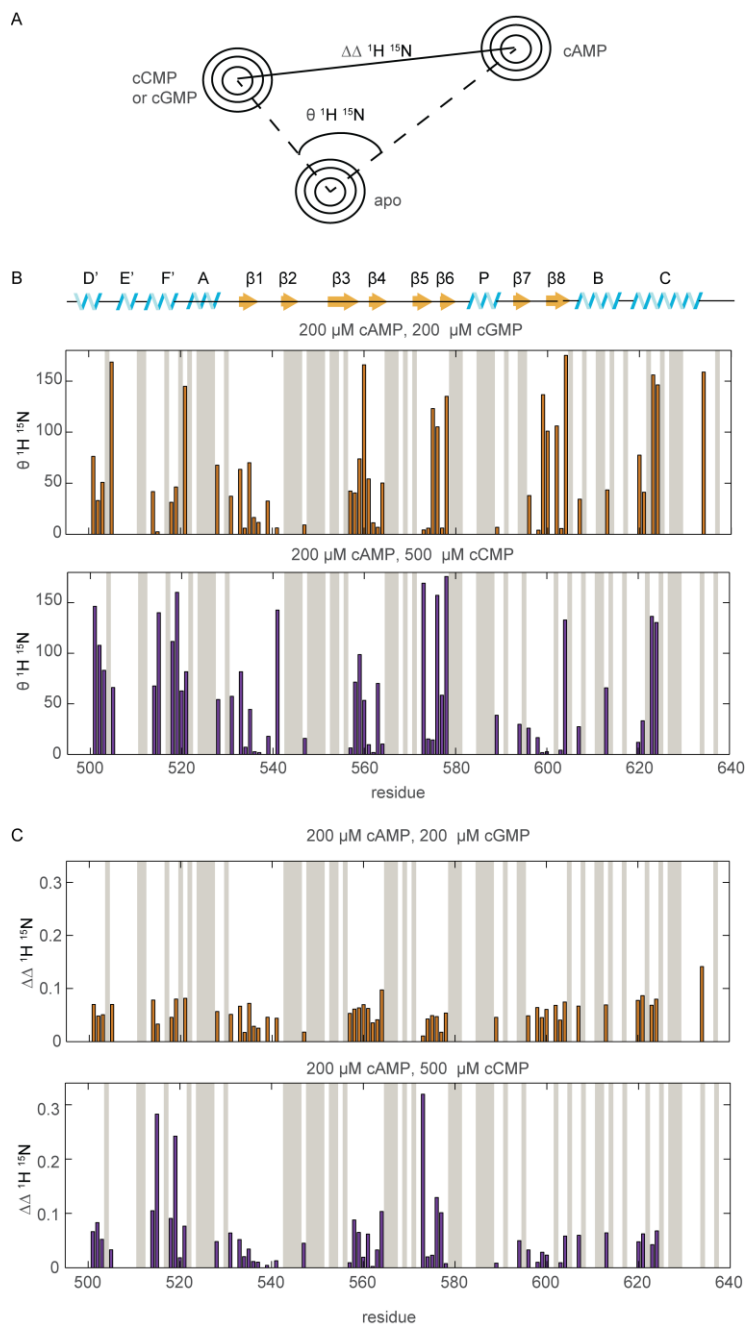 A
ΔΔ ¹H ¹⁵N
cAMP
cCMP
or cGMP
θ ¹H ¹⁵N
apo
B
D' E' F' A β1 β2 β3 β4 β5 β6 P β7 β8 B C
200 µM cAMP, 200 µM cGMP
θ ¹H ¹⁵N
150
100
50
0
200 µM cAMP, 500 µM cCMP
θ ¹H ¹⁵N
150
100
50
0
500 520 540 560 580 600 620 640
residue
C
200 µM cAMP, 200 µM cGMP
ΔΔ ¹H ¹⁵N
0.3
0.2
0.1
0
200 µM cAMP, 500 µM cCMP
ΔΔ ¹H ¹⁵N
0.3
0.2
0.1
0
500 520 540 560 580 600 620 640
residue